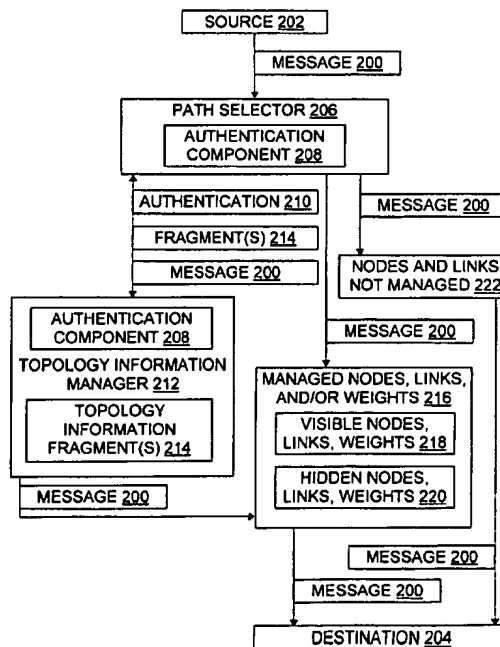 SOURCE 202
MESSAGE 200
PATH SELECTOR 206
AUTHENTICATION
COMPONENT 208
AUTHENTICATION 210
FRAGMENT(S) 214
MESSAGE 200
MESSAGE 200
NODES AND LINKS
NOT MANAGED 222
MESSAGE 200
AUTHENTICATION
COMPONENT 208
TOPOLOGY INFORMATION
MANAGER 212
TOPOLOGY
INFORMATION
FRAGMENT(S) 214
MANAGED NODES, LINKS,
AND/OR WEIGHTS 216
VISIBLE NODES,
LINKS, WEIGHTS 218
HIDDEN NODES,
LINKS, WEIGHTS 220
MESSAGE 200
MESSAGE 200
MESSAGE 200
DESTINATION 204